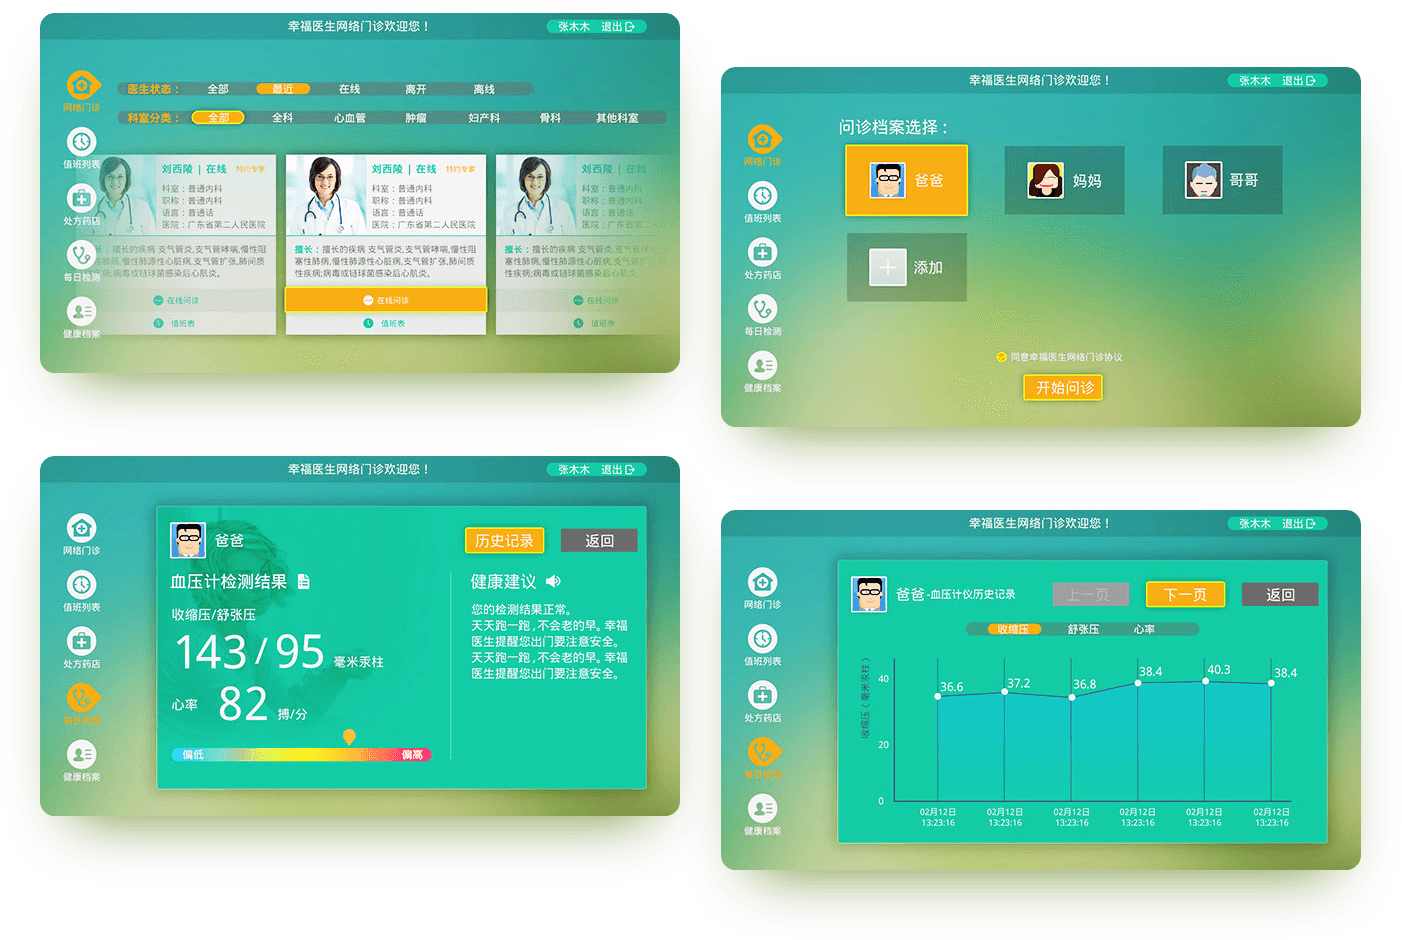 幸福医生网络门诊欢迎您！
张木木 退出
网络门诊
值班列表
处方药店
每日检测
健康档案
医生状态： 全部 最近 在线 离开 离线
科室分类： 全部 全科 心血管 肿瘤 妇产科 骨科 其他科室
刘西陵 | 在线 特约专家
科室：普通内科
职称：普通内科
语言：普通话
医院：广东省第二人民医院
长：擅长的疾病 支气管炎,支气管哮喘,慢性阻
塞性肺病,慢性肺源性心脏病,支气管扩张,肺间质
性疾病;病毒或链球菌感染后心肌炎。
在线问诊
值班表
刘西陵 | 在线 特约专家
科室：普通内科
职称：普通内科
语言：普通话
医院：广东省第二人民医院
擅长：擅长的疾病 支气管炎,支气管哮喘,慢性阻
塞性肺病,慢性肺源性心脏病,支气管扩张,肺间质
性疾病;病毒或链球菌感染后心肌炎。
在线问诊
值班表
刘西陵 | 在线
科室：普通内科
职称：普通内科
语言：普通话
医院：广东省第二人民医院
擅长：擅长的疾病 支气管炎,支气管哮喘,慢性阻
塞性肺病,慢性肺源性心脏病,支气管扩张,肺间质
性疾病;病毒或链球菌感染后心肌炎。
在线问诊
值班表
幸福医生网络门诊欢迎您！
张木木 退出
网络门诊
值班列表
处方药店
每日检测
健康档案
问诊档案选择：
爸爸
妈妈
哥哥
添加
同意幸福医生网络门诊协议
开始问诊
幸福医生网络门诊欢迎您！
张木木 退出
网络门诊
值班列表
处方药店
每日检测
健康档案
爸爸
历史记录
返回
血压计检测结果
收缩压/舒张压
143/95 毫米汞柱
心率 82 搏/分
偏低
偏高
健康建议
您的检测结果正常。
天天跑一跑,不会老的早。幸福
医生提醒您出门要注意安全。
天天跑一跑,不会老的早。幸福
医生提醒您出门要注意安全。
幸福医生网络门诊欢迎您！
张木木 退出
网络门诊
值班列表
处方药店
每日检测
健康档案
爸爸-血压计仪历史记录
上一页
下一页
返回
收缩压 舒张压 心率
收缩压（毫米汞柱）
40
20
0
36.6
37.2
36.8
38.4
40.3
38.4
02月12日
13:23:16
02月12日
13:23:16
02月12日
13:23:16
02月12日
13:23:16
02月12日
13:23:16
02月12日
13:23:16